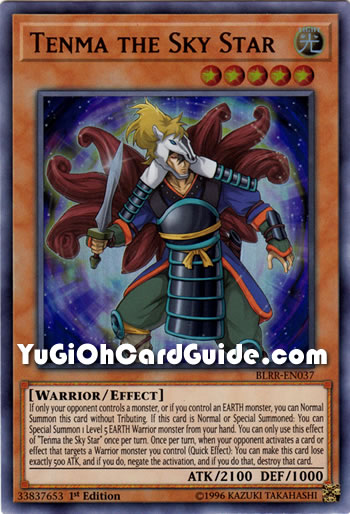 TENMA THE SKY STAR
LIGHT
光
YuGiOhCardGuide.com
BLRR-EN037
[WARRIOR/EFFECT]
If only your opponent controls a monster, or if you control an EARTH monster, you can Normal
Summon this card without Tributing. If this card is Normal or Special Summoned: You can
Special Summon 1 Level 5 EARTH Warrior monster from your hand. You can only use this effect
of "Tenma the Sky Star" once per turn. Once per turn, when your opponent activates a card or
effect that targets a Warrior monster you control (Quick Effect): You can make this card lose
exactly 500 ATK, and if you do, negate the activation, and if you do that, destroy that card.
ATK/2100 DEF/1000
33837653 1st Edition ©1996 KAZUKI TAKAHASHI